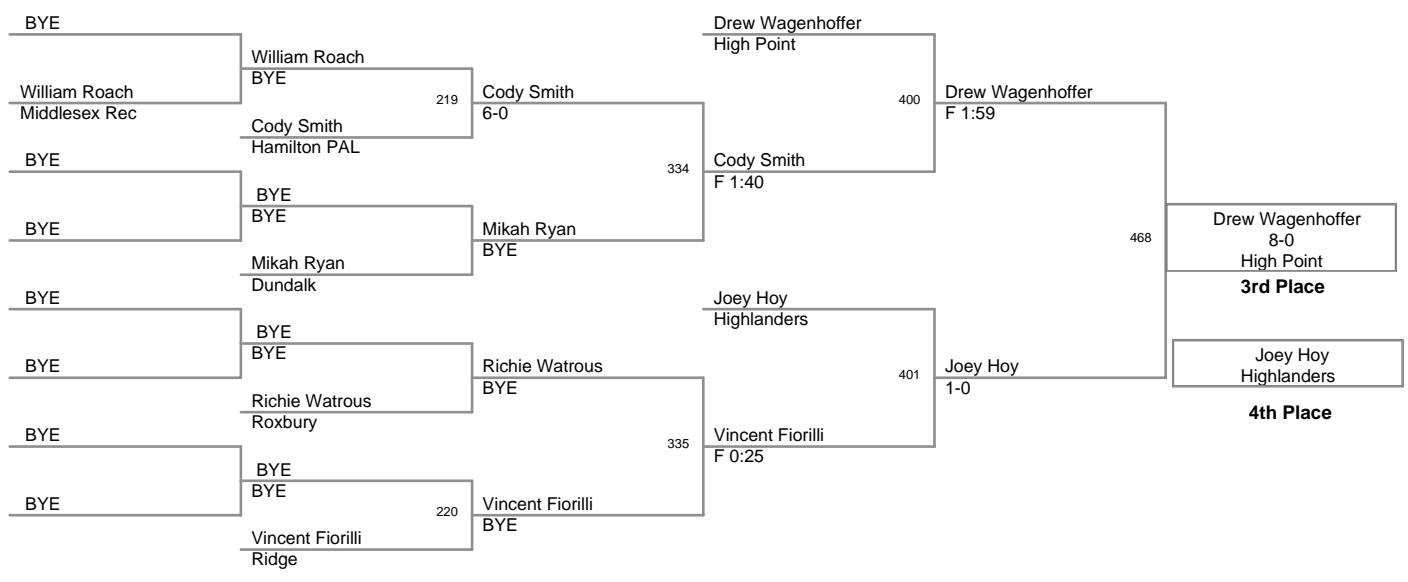 BYE
William Roach
Middlesex Rec
BYE
BYE
BYE
BYE
BYE
BYE
William Roach
BYE
219
Cody Smith
Hamilton PAL
BYE
BYE
Mikah Ryan
Dundalk
BYE
BYE
Richie Watrous
Roxbury
BYE
BYE
220
Vincent Fiorilli
Ridge
Cody Smith
6-0
334
Mikah Ryan
BYE
Richie Watrous
BYE
335
Vincent Fiorilli
BYE
Drew Wagenhoffer
High Point
400
Cody Smith
F 1:40
Joey Hoy
Highlanders
401
Vincent Fiorilli
F 0:25
Drew Wagenhoffer
F 1:59
468
Joey Hoy
1-0
Drew Wagenhoffer
8-0
High Point
3rd Place
Joey Hoy
Highlanders
4th Place